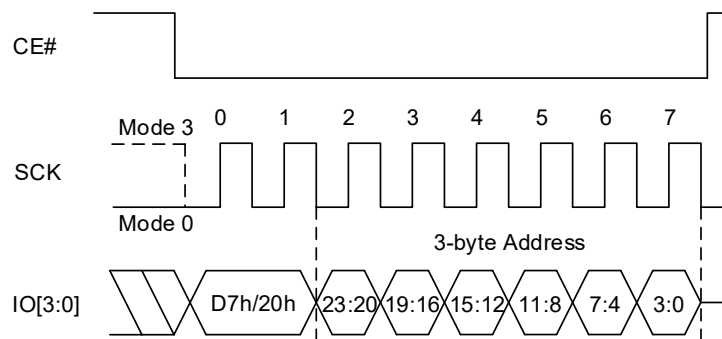 CE#
Mode 3 0 1 2 3 4 5 6 7
SCK
Mode 0
3-byte Address
IO[3:0] D7h/20h 23:20 19:16 15:12 11:8 7:4 3:0